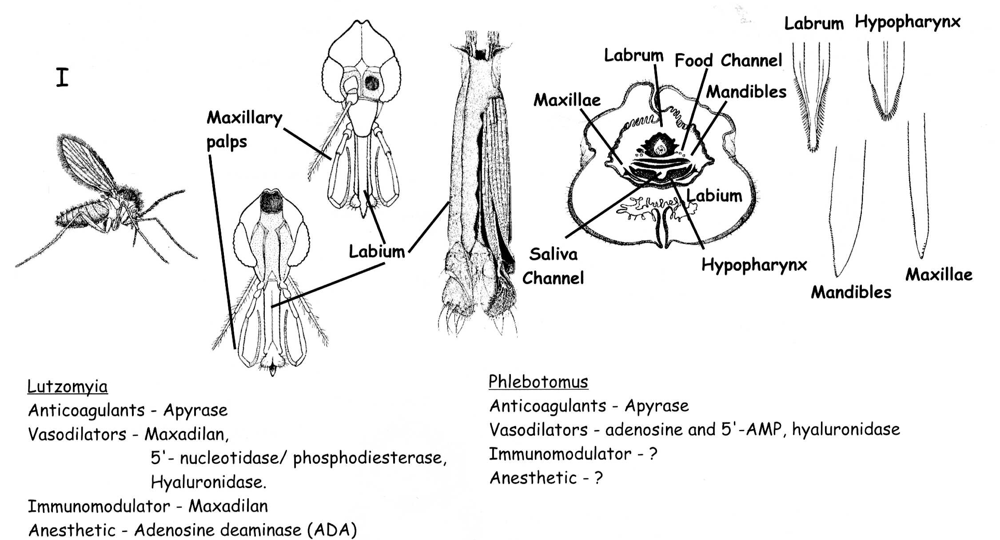 I
Maxillary
palps
Labium
Labrum
Food Channel
Maxillae
Mandibles
Labium
Saliva
Channel
Hypopharynx
Labrum
Hypopharynx
Mandibles
Maxillae
Lutzomyia
Anticoagulants - Apyrase
Vasodilators - Maxadilan,
5'- nucleotidase/ phosphodiesterase,
Hyaluronidase.
Immunomodulator - Maxadilan
Anesthetic - Adenosine deaminase (ADA)
Phlebotomus
Anticoagulants - Apyrase
Vasodilators - adenosine and 5'-AMP, hyaluronidase
Immunomodulator - ?
Anesthetic - ?